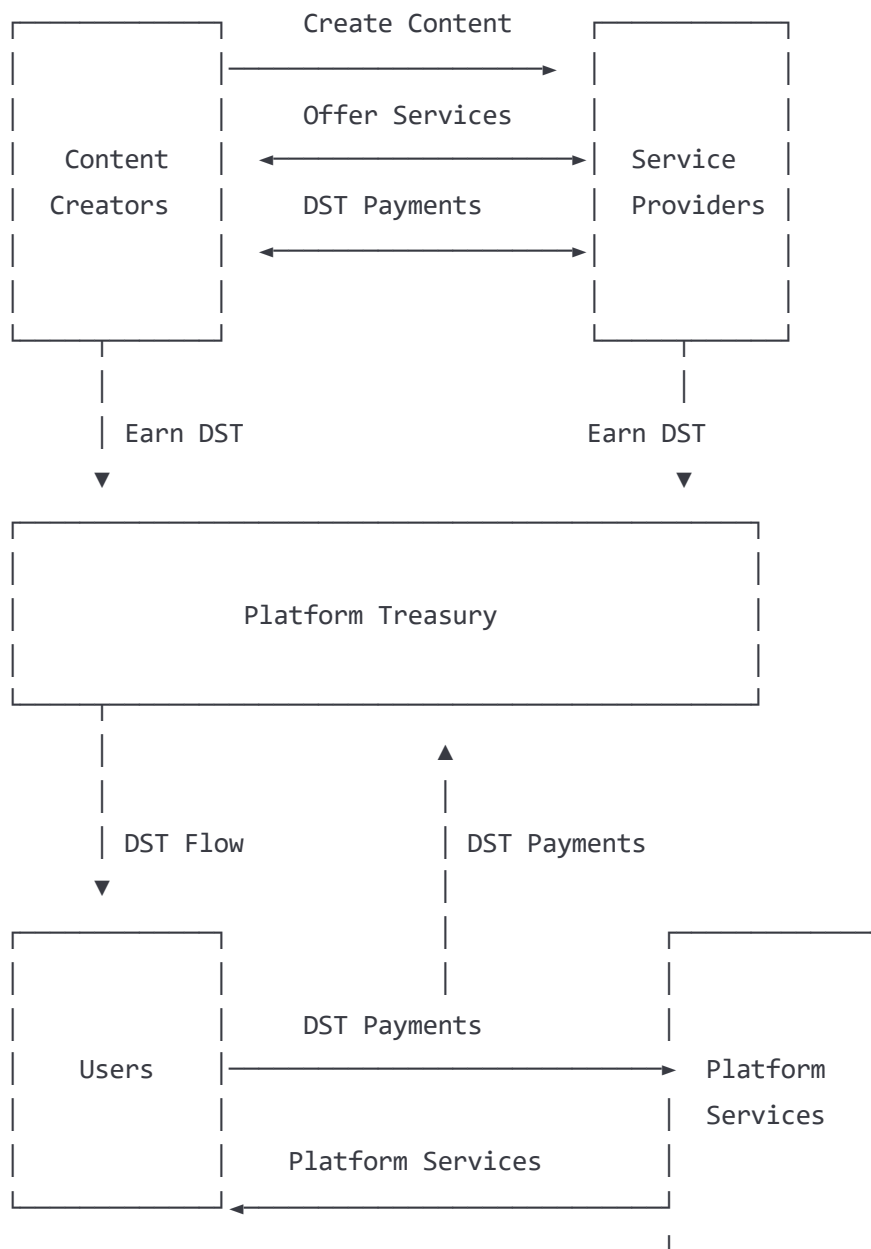 Create Content
Offer Services
Content
Creators
Service
Providers
DST Payments
Earn DST
Earn DST
Platform Treasury
DST Flow
DST Payments
DST Payments
Users
Platform
Services
Platform Services